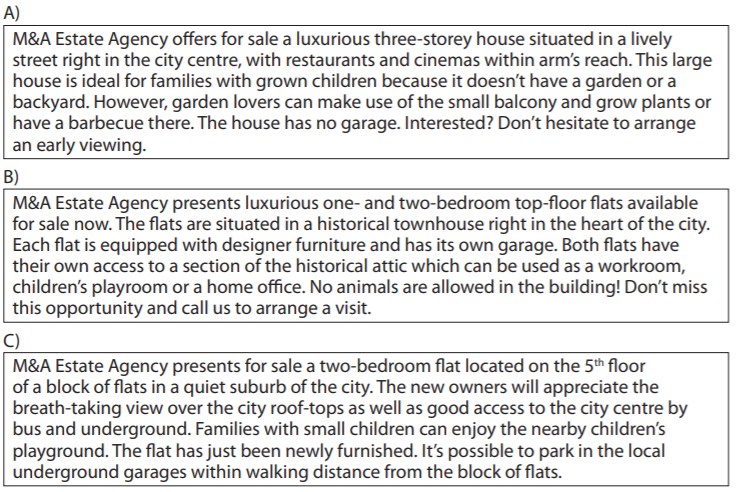 A)
M&A Estate Agency offers for sale a luxurious three-storey house situated in a lively
street right in the city centre, with restaurants and cinemas within arm's reach. This large
house is ideal for families with grown children because it doesn't have a garden or a
backyard. However, garden lovers can make use of the small balcony and grow plants or
have a barbecue there. The house has no garage. Interested? Don't hesitate to arrange
an early viewing.
B)
M&A Estate Agency presents luxurious one- and two-bedroom top-floor flats available
for sale now. The flats are situated in a historical townhouse right in the heart of the city.
Each flat is equipped with designer furniture and has its own garage. Both flats have
their own access to a section of the historical attic which can be used as a workroom,
children's playroom or a home office. No animals are allowed in the building! Don't miss
this opportunity and call us to arrange a visit.
C)
M&A Estate Agency presents for sale a two-bedroom flat located on the 5th floor
of a block of flats in a quiet suburb of the city. The new owners will appreciate the
breath-taking view over the city roof-tops as well as good access to the city centre by
bus and underground. Families with small children can enjoy the nearby children's
playground. The flat has just been newly furnished. It's possible to park in the local
underground garages within walking distance from the block of flats.